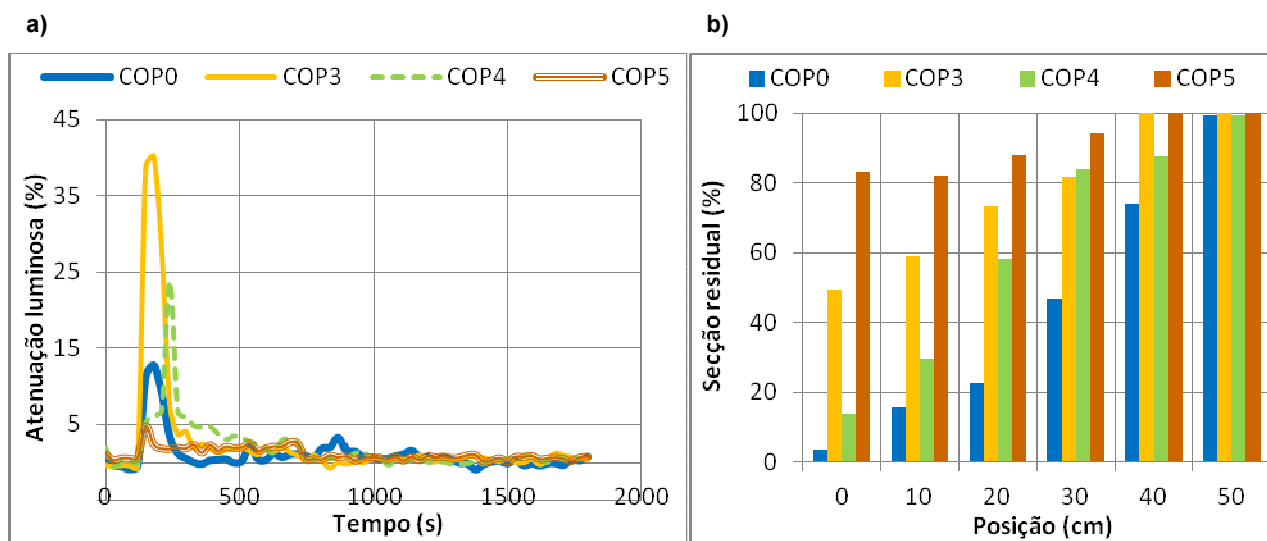 a)
COP0 COP3 COP4 COP5
45
35
25
15
5
0 500 1000 1500 2000
Atenuação luminosa (%)
Tempo (s)
b)
COP0 COP3 COP4 COP5
100
80
60
40
20
0
0 10 20 30 40 50
Secção residual (%)
Posição (cm)